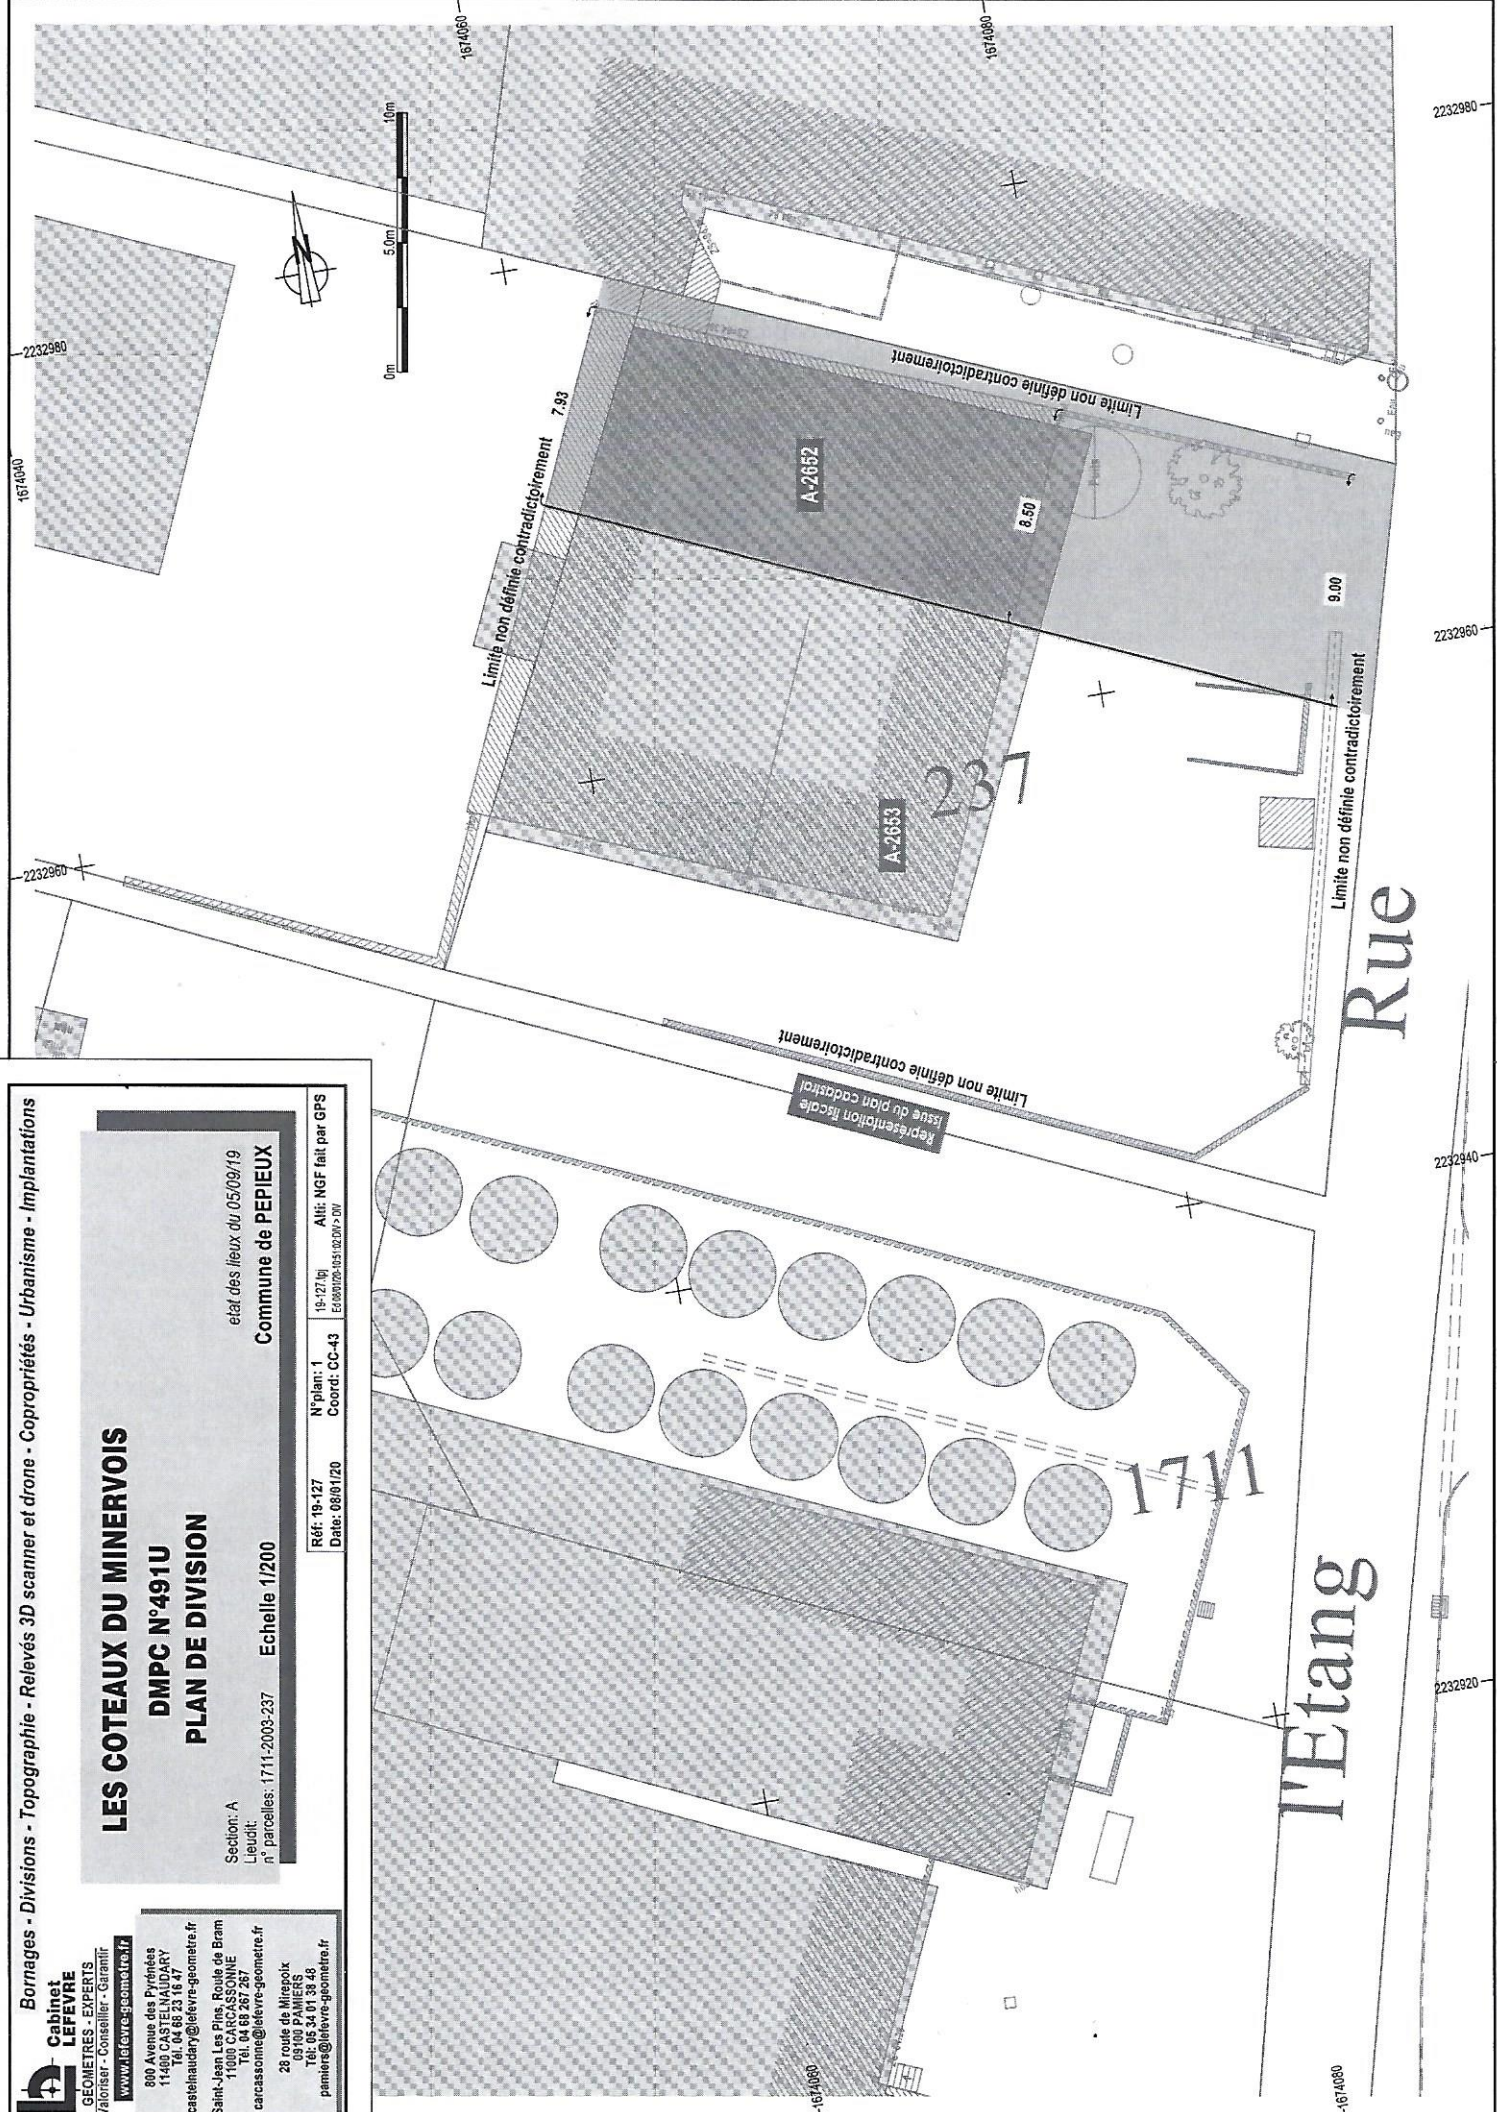 Bornages - Divisions - Topographie - Relevés 3D scanner et drone - Copropriétés - Urbanisme - Implantations
Cabinet
LEFEVRE
GEOMETRES - EXPERTS
Valoriser - Conseiller - Garantir
www.lefevre-geometre.fr
800 Avenue des Pyrénées
11400 CASTELNAUDARY
Tél. 04 68 23 16 47
castelnaudary@lefevre-geometre.fr
Saint-Jean Les Pins, Route de Bram
11000 CARCASSONNE
Tél. 04 68 267 267
carcassonne@lefevre-geometre.fr
28 route de Mirepoix
09100 PAMIERS
Tél: 05 34 01 38 48
pamiers@lefevre-geometre.fr
LES COTEAUX DU MINERVOIS
DMPC N°491U
PLAN DE DIVISION
etat des lieux du 05/09/19
Section: A
Commune de PEPIEUX
Lieudit:
n° parcelles: 1711-2003-237
Echelle 1/200
Réf: 19-127
N°plan: 1
19-127.lpj
Alti: NGF fait par GPS
Date: 08/01/20
Coord: CC-43
2232960
2232980
1674040
1674060
1674080
2232980
2232960
2232940
2232920
1674060
1674080
N
0m
5.0m
10m
Limite non définie contradictoirement
7.93
A-2652
Limite non définie contradictoirement
8.50
Puits
9.00
A-2653
237
Limite non définie contradictoirement
Limite non définie contradictoirement
Représentation fiscale
issue du plan cadastral
1711
Rue
l'Etang